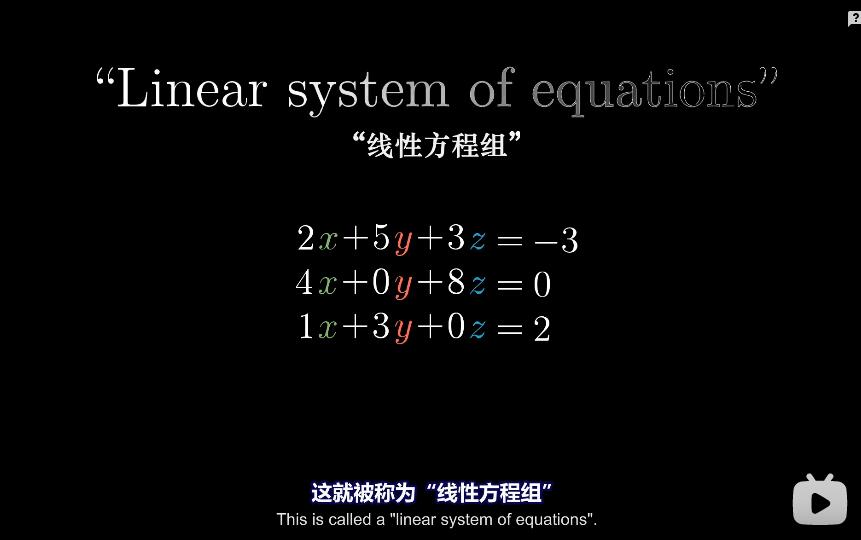 “Linear system of equations”
“线性方程组”
2x+5y+3z = −3
4x+0y+8z = 0
1x+3y+0z = 2
这就被称为“线性方程组”
This is called a "linear system of equations".
?